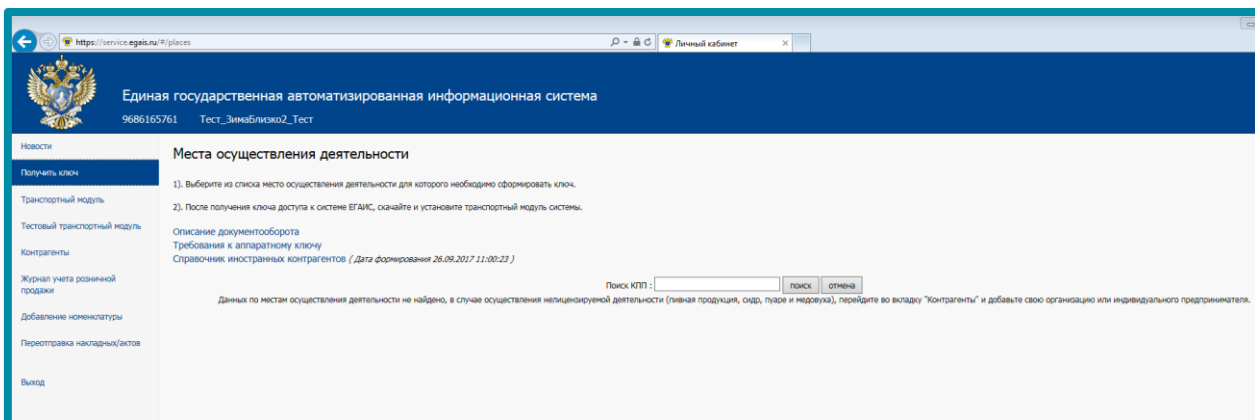 https://service.egais.ru/#/places
Личный кабинет
Единая государственная автоматизированная информационная система
9686165761 Тест_ЗимаБлизко2_Тест
Новости
Получить ключ
Транспортный модуль
Тестовый транспортный модуль
Контрагенты
Журнал учета розничной
продажи
Добавление номенклатуры
Переотправка накладных/актов
Выход
Места осуществления деятельности
1). Выберите из списка место осуществления деятельности для которого необходимо сформировать ключ.
2). После получения ключа доступа к системе ЕГАИС, скачайте и установите транспортный модуль системы.
Описание документооборота
Требования к аппаратному ключу
Справочник иностранных контрагентов ( Дата формирования 26.09.2017 11:00:23 )
Поиск КПП : поиск отмена
Данных по местам осуществления деятельности не найдено, в случае осуществления нелицензируемой деятельности (пивная продукция, сидр, пуаре и медовуха), перейдите во вкладку "Контрагенты" и добавьте свою организацию или индивидуального предпринимателя.